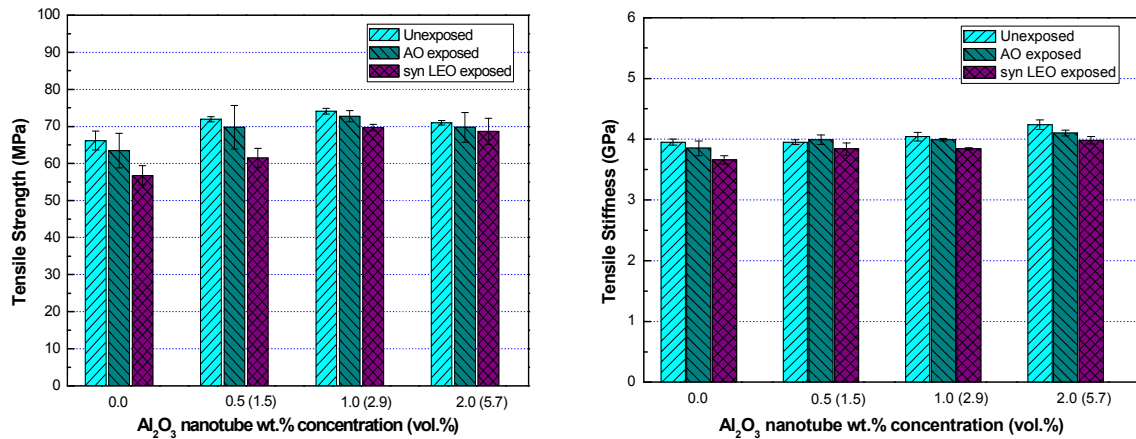 100
90
80
70
60
50
40
30
20
10
0
Tensile Strength (MPa)
Unexposed
AO exposed
syn LEO exposed
0.0 0.5 (1.5) 1.0 (2.9) 2.0 (5.7)
Al₂O₃ nanotube wt.% concentration (vol.%)
6
5
4
3
2
1
0
Tensile Stiffness (GPa)
Unexposed
AO exposed
syn LEO exposed
0.0 0.5 (1.5) 1.0 (2.9) 2.0 (5.7)
Al₂O₃ nanotube wt.% concentration (vol.%)